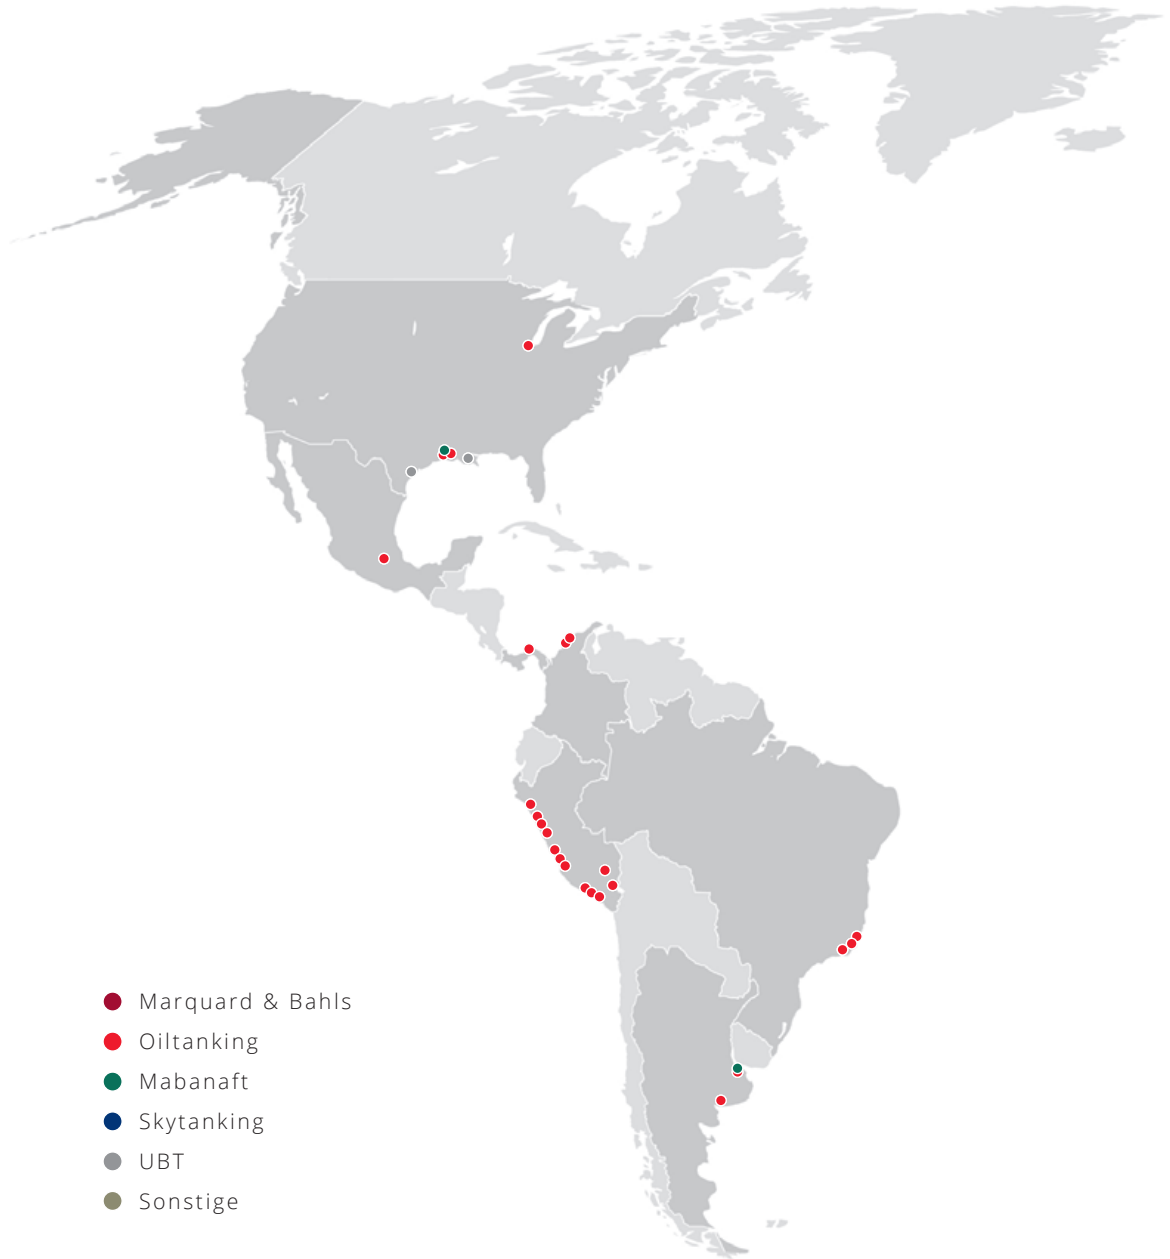 Marquard & Bahls
Oiltanking
Mabanaft
Skytanking
UBT
Sonstige